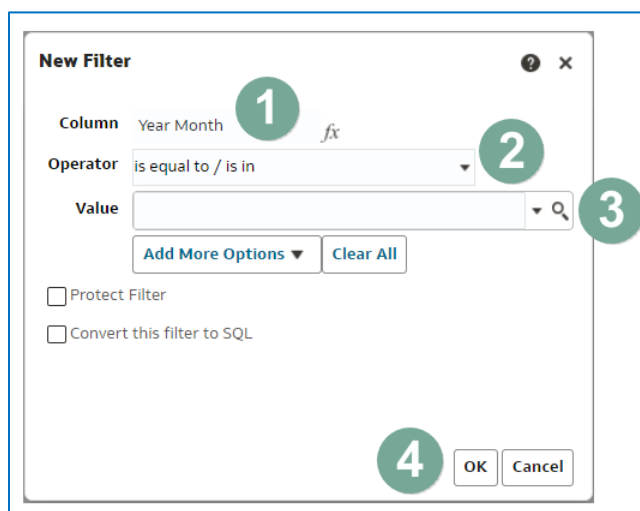 New Filter ? ×
1
Column Year Month fx
2
Operator is equal to / is in
3
Value
Add More Options Clear All
Protect Filter
Convert this filter to SQL
4
OK Cancel